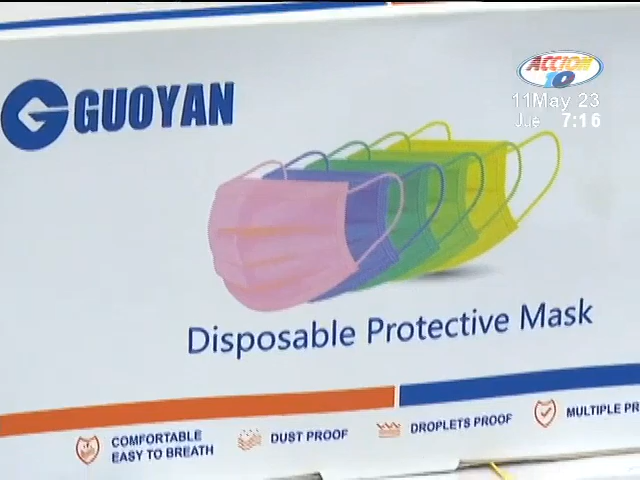 ACCION
10
11May 23
Jue 7:16
GUOYAN
Disposable Protective Mask
COMFORTABLE
EASY TO BREATH
DUST PROOF
DROPLETS PROOF
MULTIPLE PR